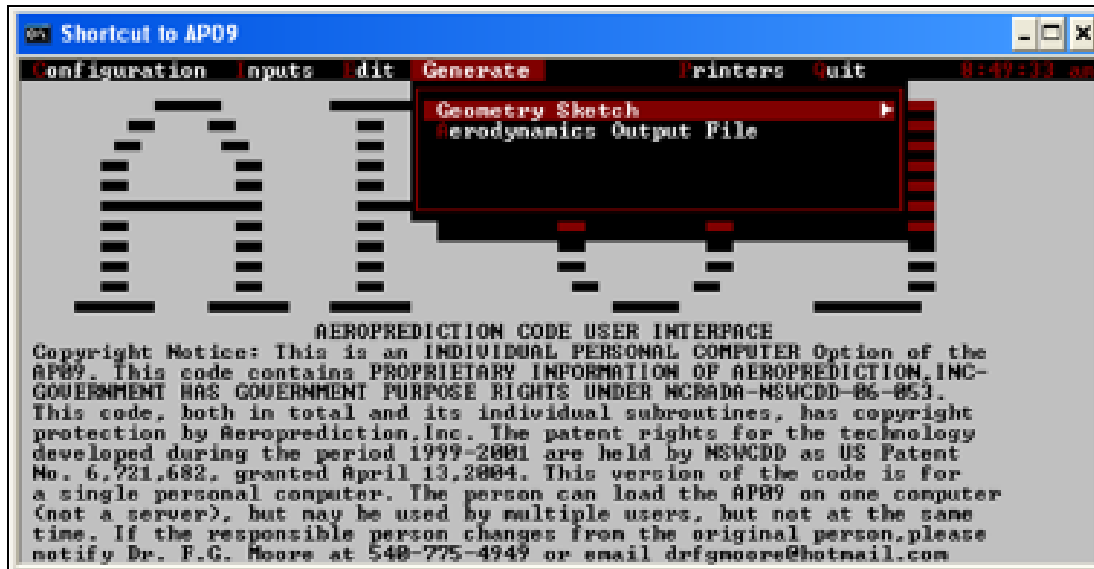 Shortcut to AP09
Configuration Inputs Edit Generate Printers Quit 8:49:33 am
Geometry Sketch
Aerodynamics Output File
AP09
AEROPREDICTION CODE USER INTERPACE
Copyright Notice: This is an INDIVIDUAL PERSONAL COMPUTER Option of the
AP09. This code contains PROPRIETARY INFORMATION OF AEROPREDICTION,INC-
GOVERNMENT HAS GOVERNMENT PURPOSE RIGHTS UNDER NCRADA-NSWCDD-06-053.
This code, both in total and its individual subroutines, has copyright
protection by Aeroprediction,Inc. The patent rights for the technology
developed during the period 1999-2001 are held by NSWCDD as US Patent
No. 6,721,682, granted April 13,2004. This version of the code is for
a single personal computer. The person can load the AP09 on one computer
(not a server), but may be used by multiple users, but not at the same
time. If the responsible person changes from the original person,please
notify Dr. F.G. Moore at 540-775-4949 or email drfgmoore@hotmail.com